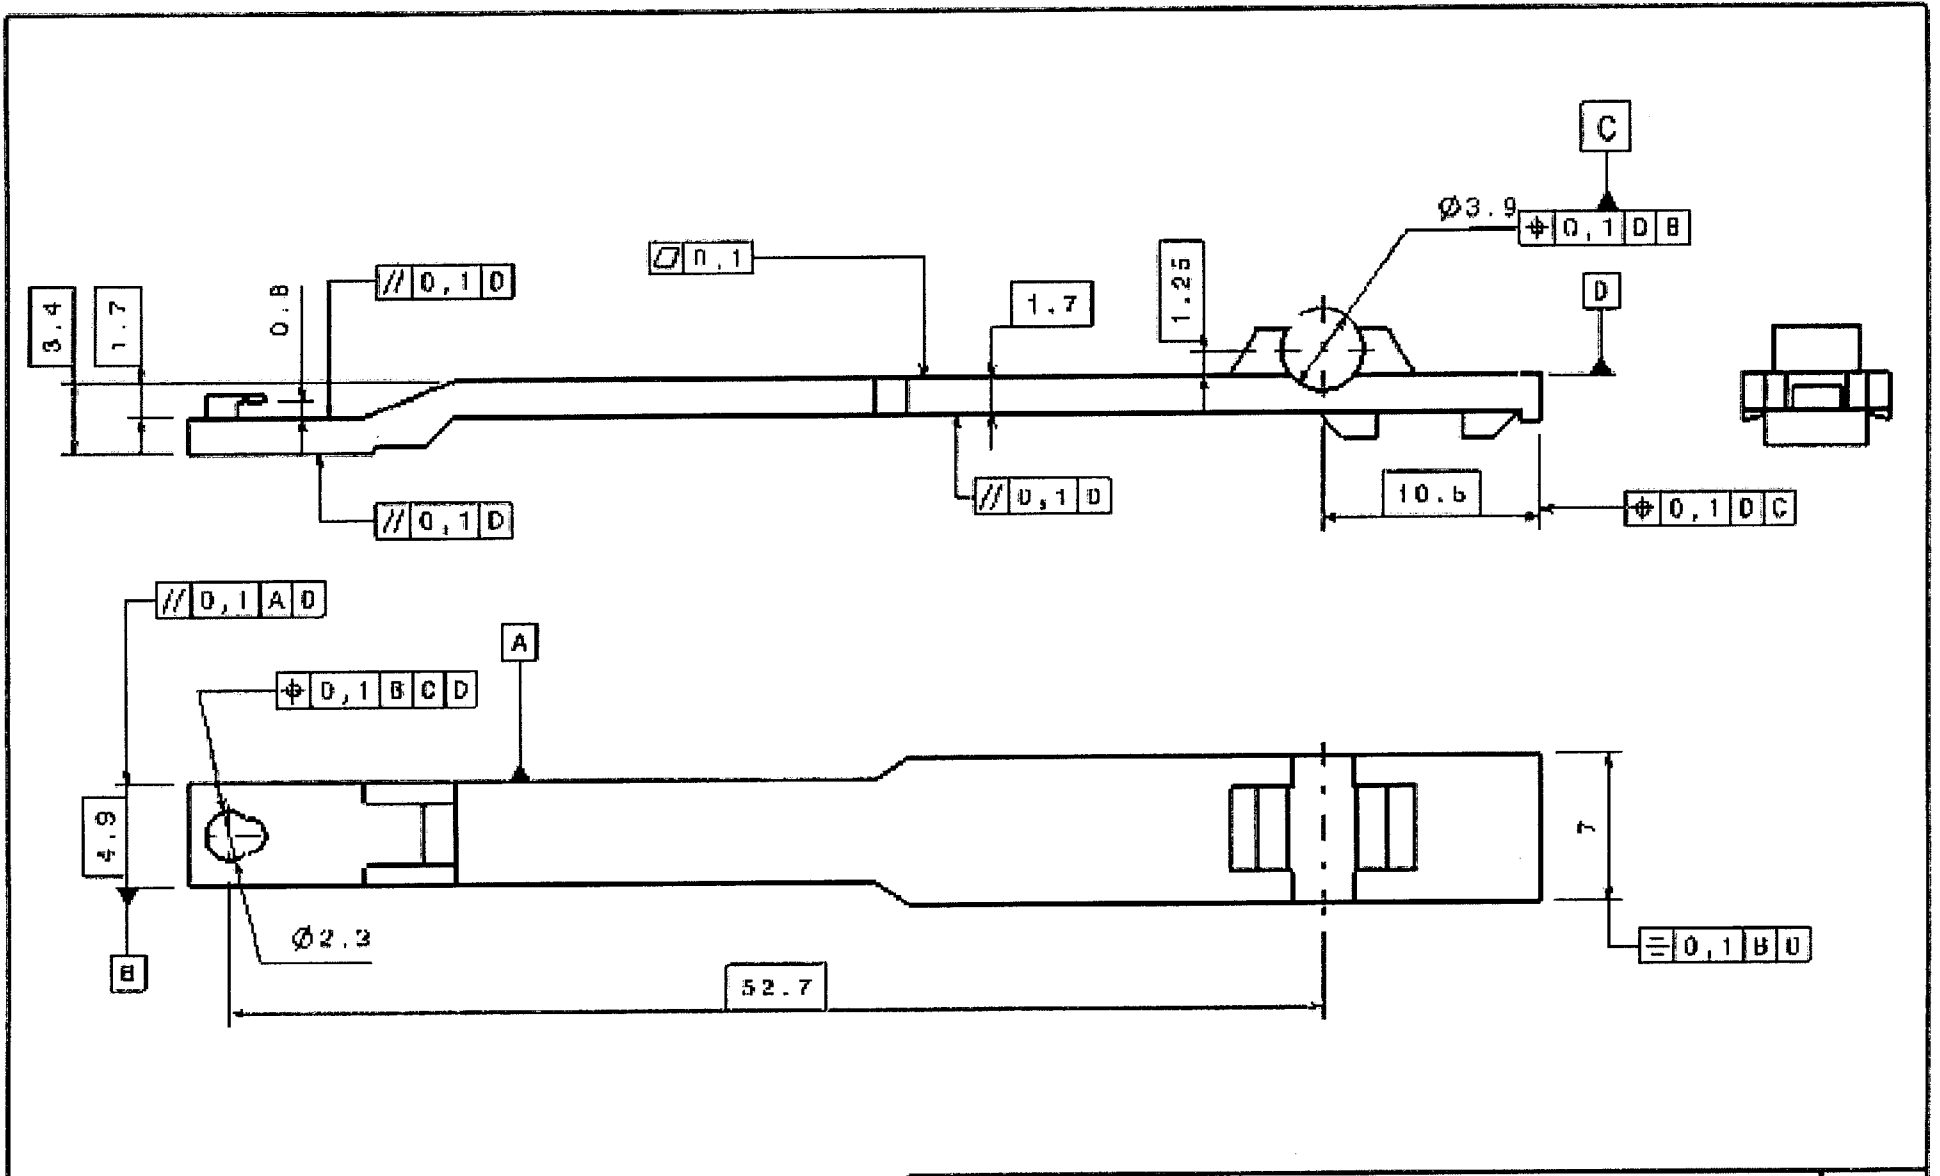 C
Ø3.9
⌖ 0,1 D B
D
⏥ 0,1
// 0,1 D
1.25
1.7
0.8
1.7
3.4
// 0,1 D
// 0,1 D
10.5
⌖ 0,1 D C
// 0,1 A D
A
⌖ 0,1 B C D
4.9
7
Ø2.3
B
⌯ 0,1 B D
52.7